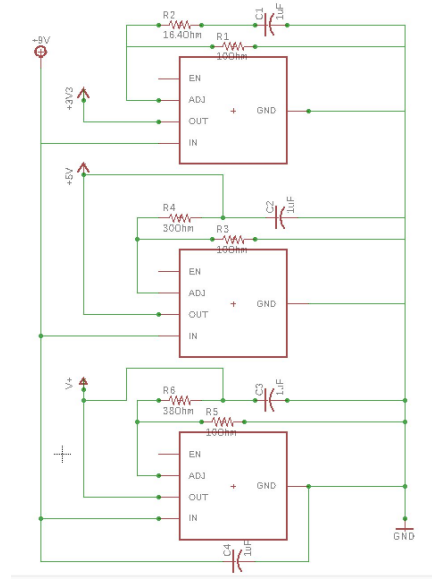 R2
16.4Ohm
C1
1uF
+9V
R1
10Ohm
+3V3
EN
ADJ
OUT
IN
GND
+5V
R4
30Ohm
C2
1uF
R3
10Ohm
EN
ADJ
OUT
IN
GND
V+
R6
38Ohm
C3
1uF
R5
10Ohm
EN
ADJ
OUT
IN
GND
C4
1uF
GND